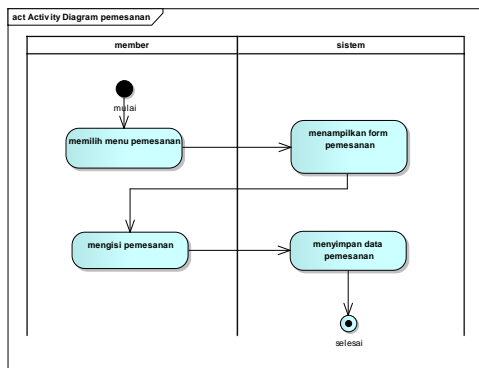 act Activity Diagram pemesanan
member
sistem
mulai
memilih menu pemesanan
menampilkan form
pemesanan
mengisi pemesanan
menyimpan data
pemesanan
selesai